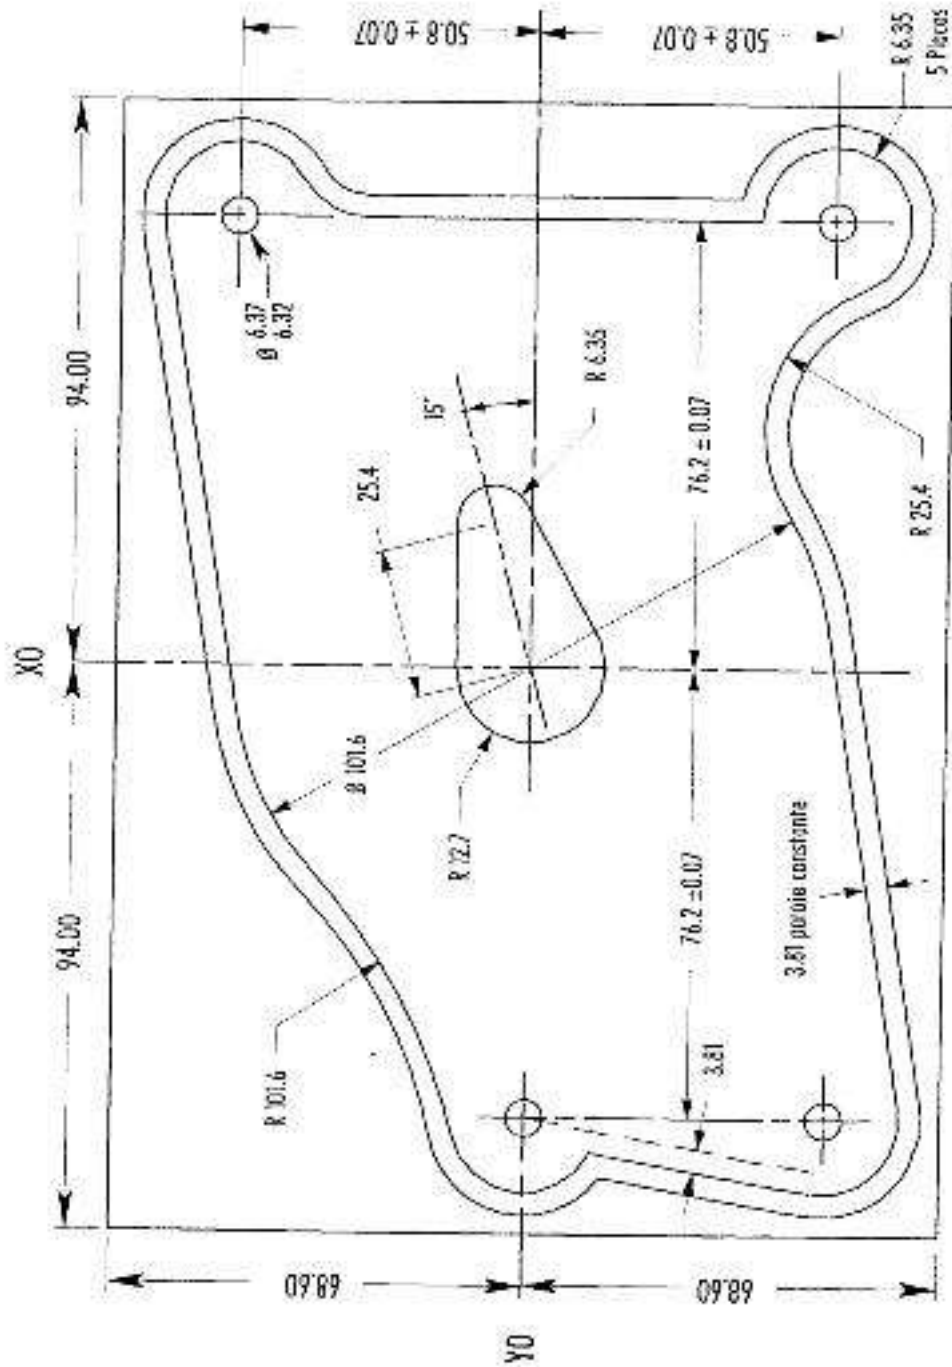 X0
94.00
94.00
50.8 ± 0.07
50.8 ± 0.07
R 6.35
5 Places
Ø 6.37
6.32
15°
25.4
R 6.35
76.2 ± 0.07
R 25.4
Ø 101.6
R 12.7
R 101.6
76.2 ±0.07
3.81
constante
3.81
68.60
68.60
Y0